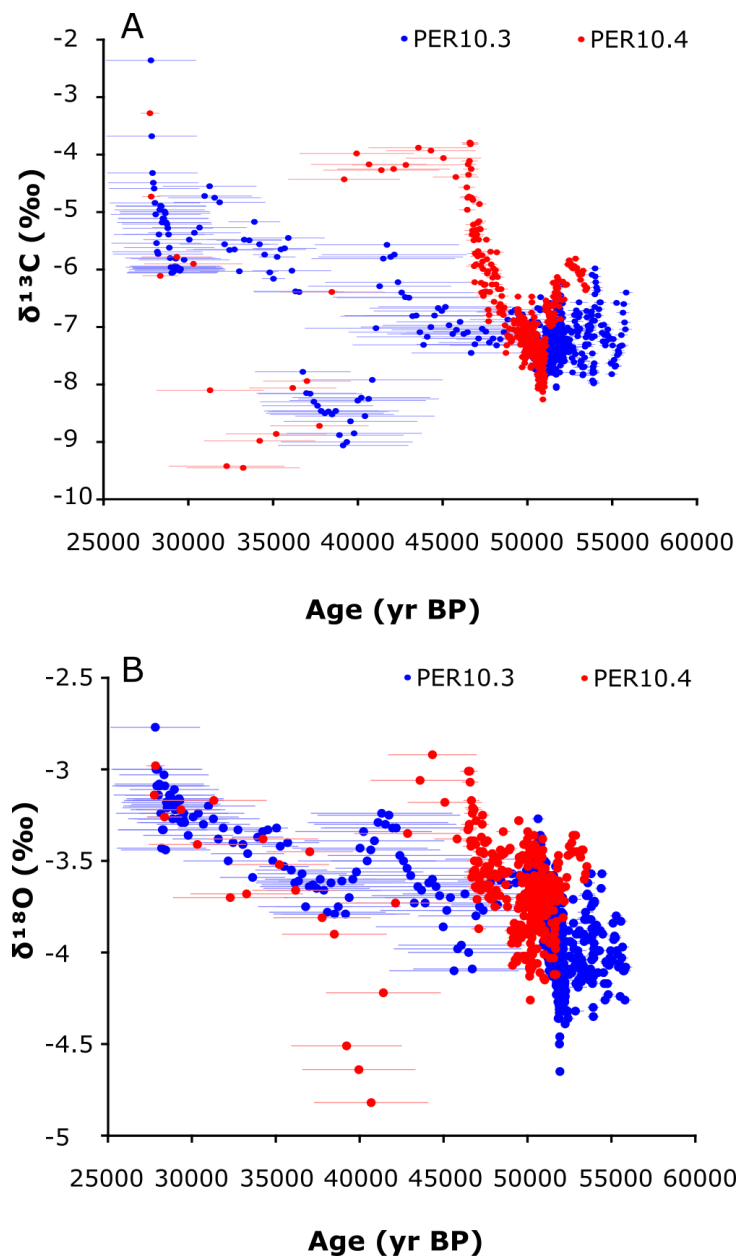 A
PER10.3 PER10.4
-2
-3
-4
-5
-6
-7
-8
-9
-10
δ¹³C (‰)
25000 30000 35000 40000 45000 50000 55000 60000
Age (yr BP)
B
PER10.3 PER10.4
-2.5
-3
-3.5
-4
-4.5
-5
δ¹⁸O (‰)
25000 30000 35000 40000 45000 50000 55000 60000
Age (yr BP)